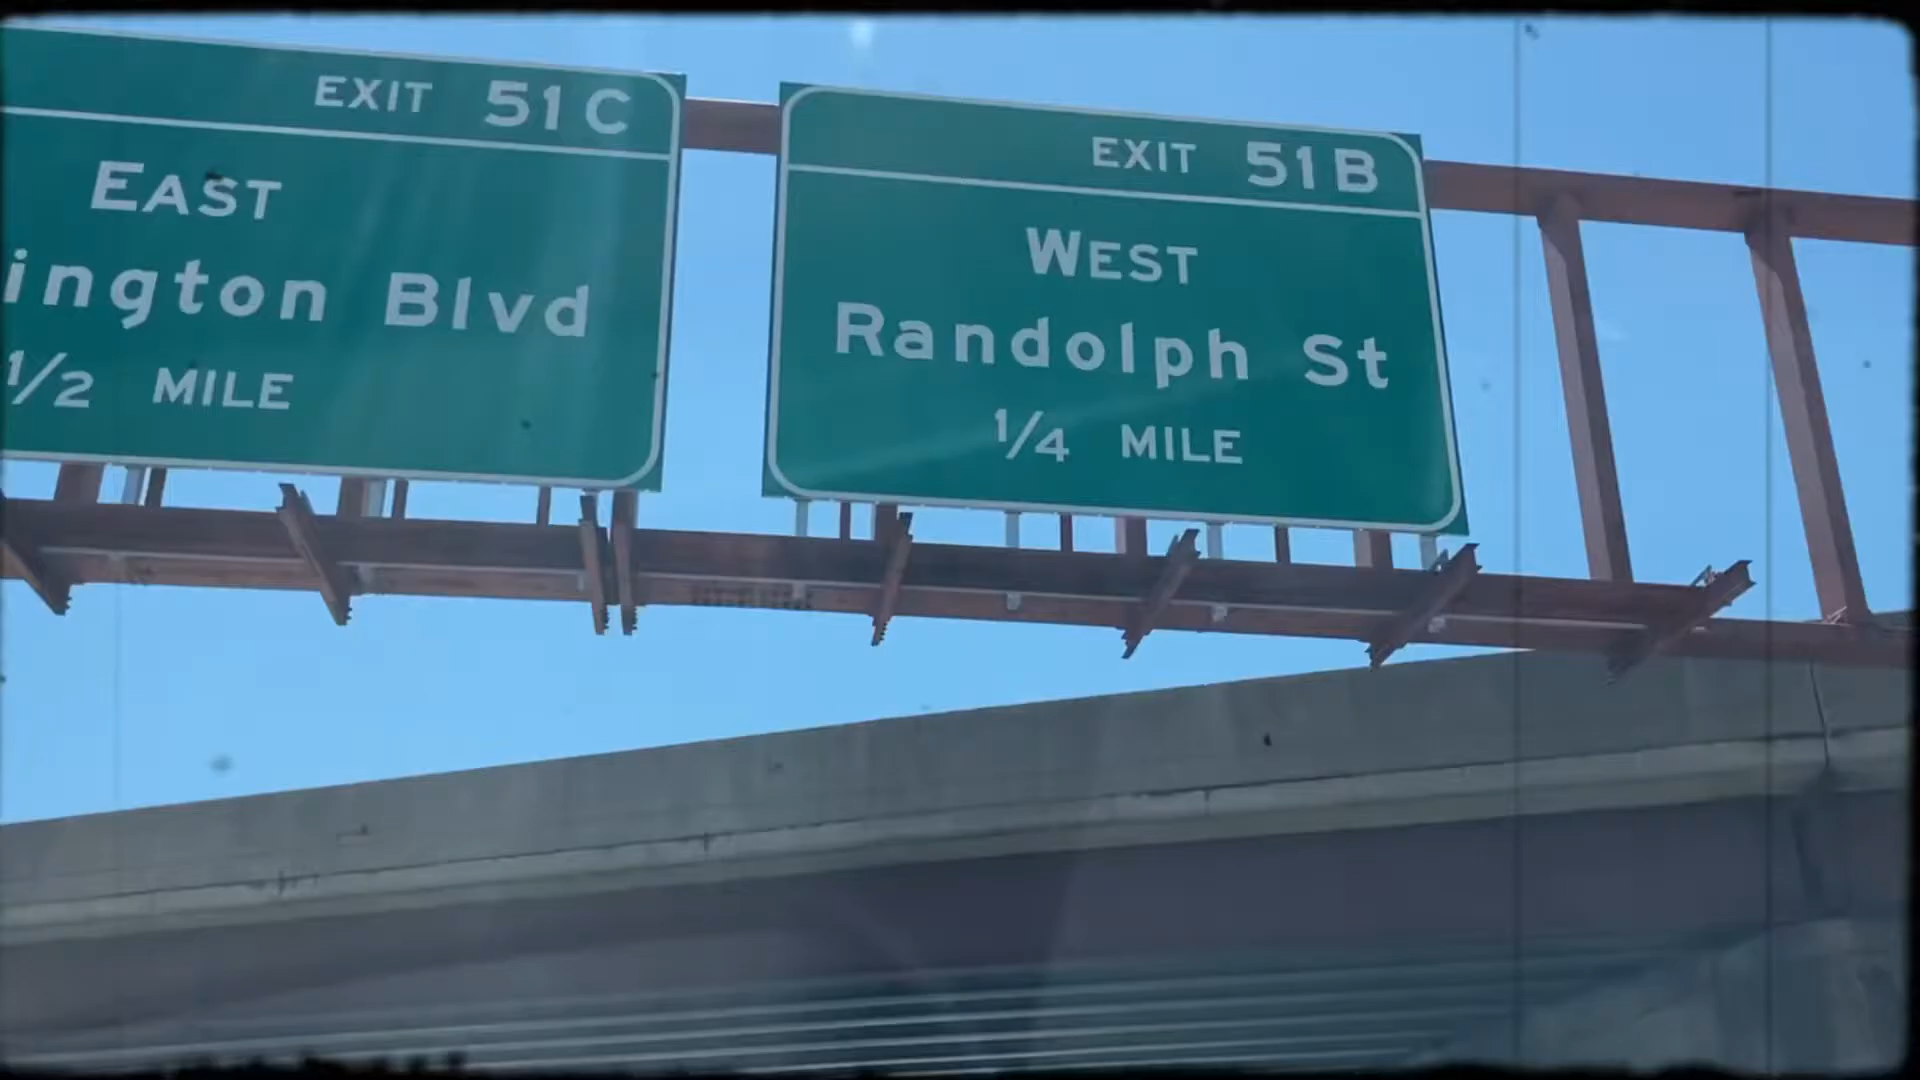 EXIT 51C
EAST
ington Blvd
1/2 MILE
EXIT 51B
WEST
Randolph St
1/4 MILE